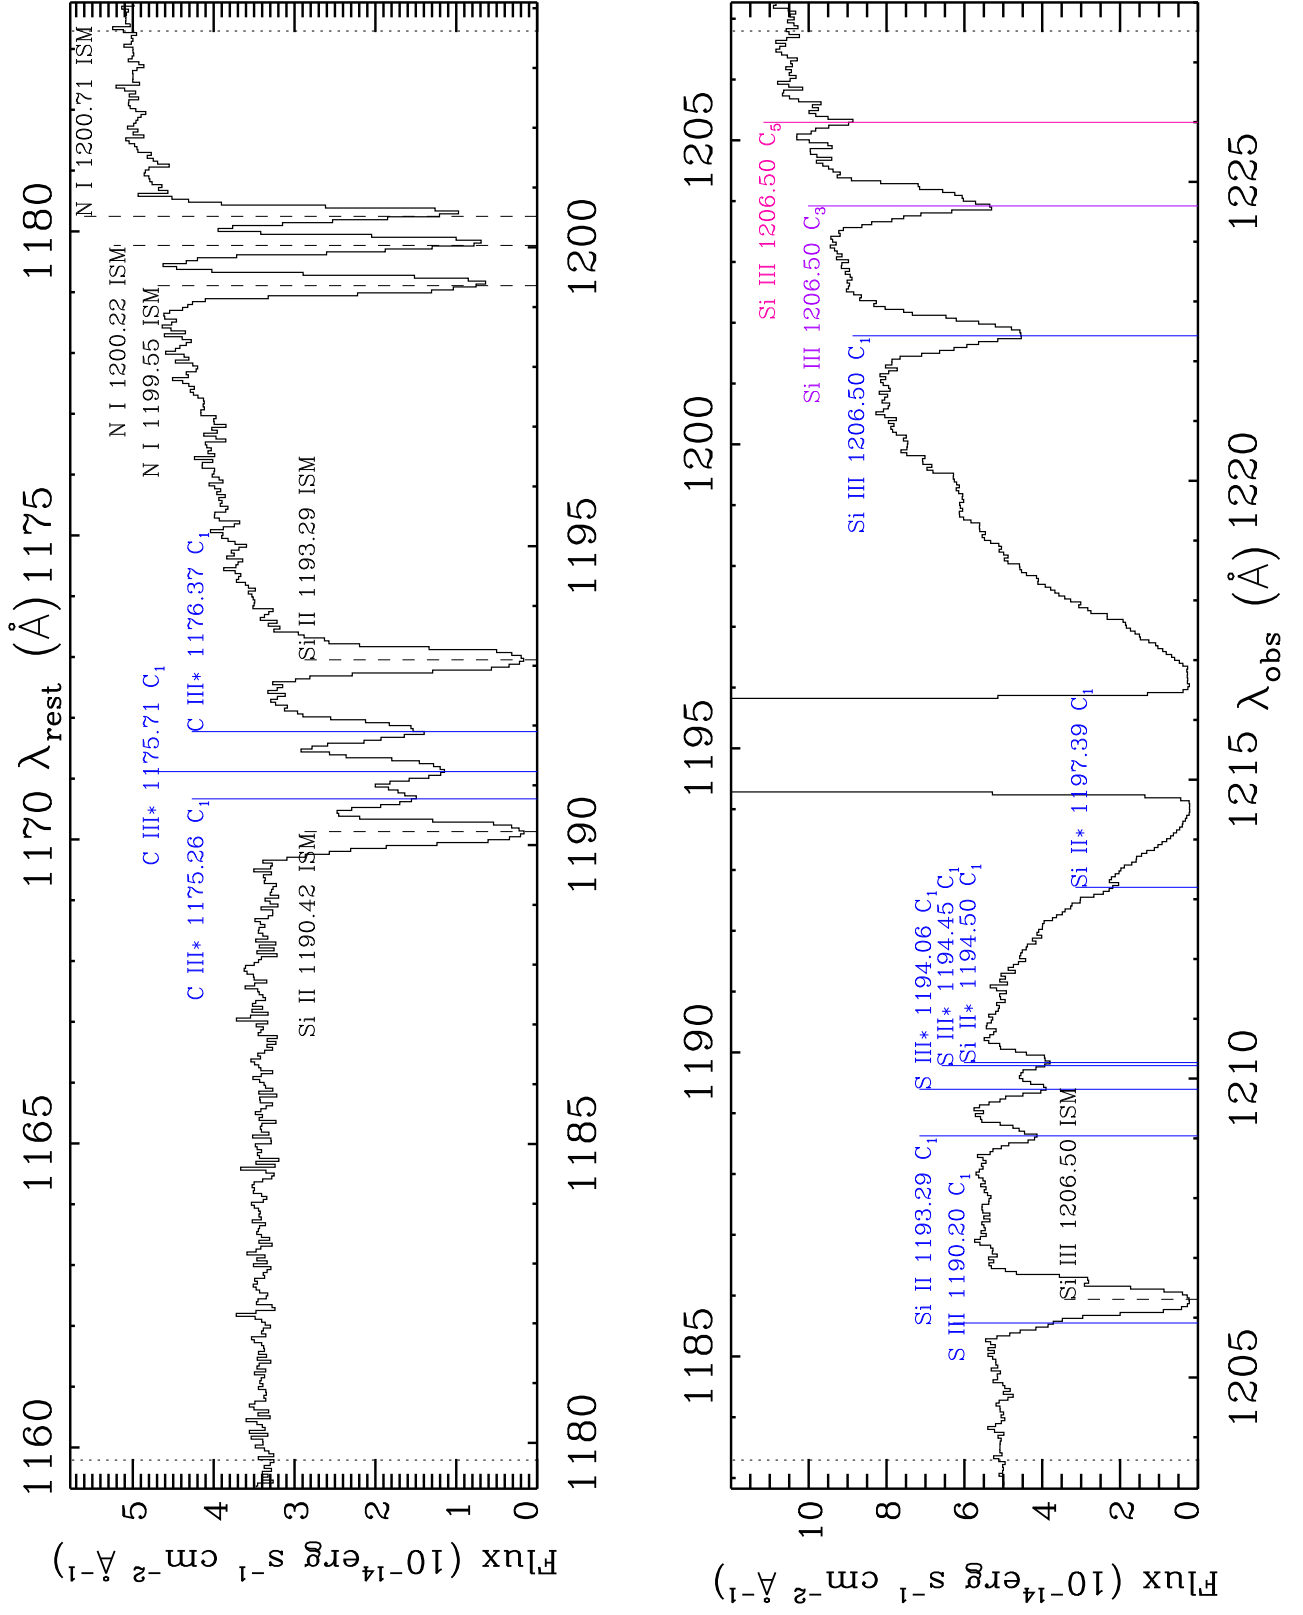 1160 1165 1170 λrest (Å) 1175 1180
Flux (10⁻¹⁴erg s⁻¹ cm⁻² Å⁻¹)
5
4
3
2
1
0
N I 1200.71 ISM
N I 1200.22 ISM
N I 1199.55 ISM
C III* 1175.71 C₁
C III* 1176.37 C₁
C III* 1175.26 C₁
Si II 1193.29 ISM
Si II 1190.42 ISM
1180 1185 1190 1195 1200
1185 1190 1195 1200 1205
Flux (10⁻¹⁴erg s⁻¹ cm⁻² Å⁻¹)
10
8
6
4
2
0
Si III 1206.50 C₅
Si III 1206.50 C₃
Si III 1206.50 C₁
S III* 1194.06 C₁
S III* 1194.45 C₁
Si II* 1194.50 C₁
Si II 1193.29 C₁
S III 1190.20 C₁
Si III 1206.50 ISM
Si II* 1197.39 C₁
1205 1210 1215 λobs (Å) 1220 1225